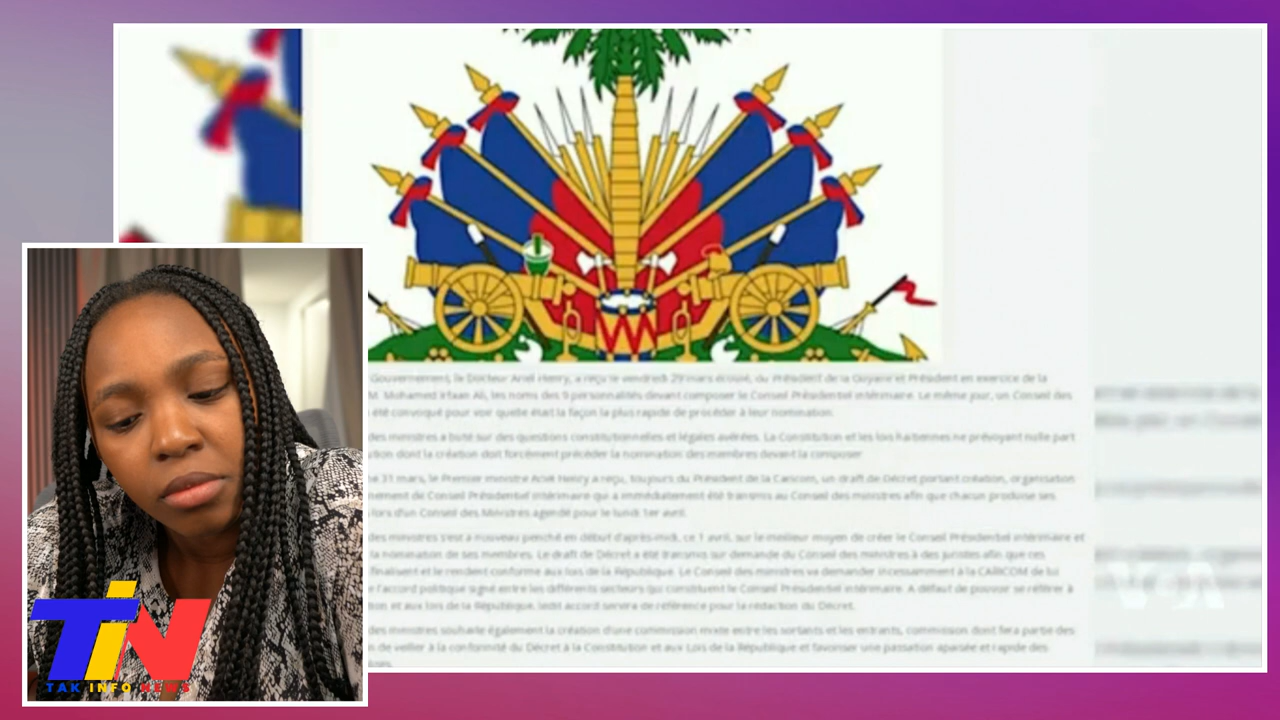 Gouvernement, le Docteur Ariel Henry, a reçu le vendredi 29 mars écoulé, du Président de la Guyane et Président en exercice de la
M. Mohamed Irfaan Ali, les noms des 9 personnalités devant composer le Conseil Présidentiel Intérimaire. Le même jour, un Conseil des
été convoqué pour voir quelle était la façon la plus rapide de procéder à leur nomination.
des ministres a buté sur des questions constitutionnelles et légales avérées. La Constitution et les lois haïtiennes ne prévoyant nulle part
dont la création doit forcément précéder la nomination des membres devant la composer
31 mars, le Premier ministre Ariel Henry a reçu, toujours du Président de la Caricom, un draft de Décret portant création, organisation
de Conseil Présidentiel Intérimaire qui a immédiatement été transmis au Conseil des ministres afin que chacun produise ses
lors d'un Conseil des Ministres agendé pour le lundi 1er avril.
des ministres s'est à nouveau penché en début d'après-midi, ce 1 avril, sur le meilleur moyen de créer le Conseil Présidentiel Intérimaire et
la nomination de ses membres. Le draft de Décret a été transmis sur demande du Conseil des ministres à des juristes afin que ces
finalisent et le rendent conforme aux lois de la République. Le Conseil des ministres va demander incessamment à la CARICOM de lui
l'accord politique signé entre les différents secteurs qui constituent le Conseil Présidentiel Intérimaire. A défaut de pouvoir se référer à
et aux lois de la République, ledit accord servira de référence pour la rédaction du Décret.
des ministres souhaite également la création d'une commission mixte entre les sortants et les entrants, commission dont fera partie des
de veiller à la conformité du Décret à la Constitution et aux Lois de la République et favoriser une passation apaisée et rapide des
VOA
TiN
TAK INFO NEWS